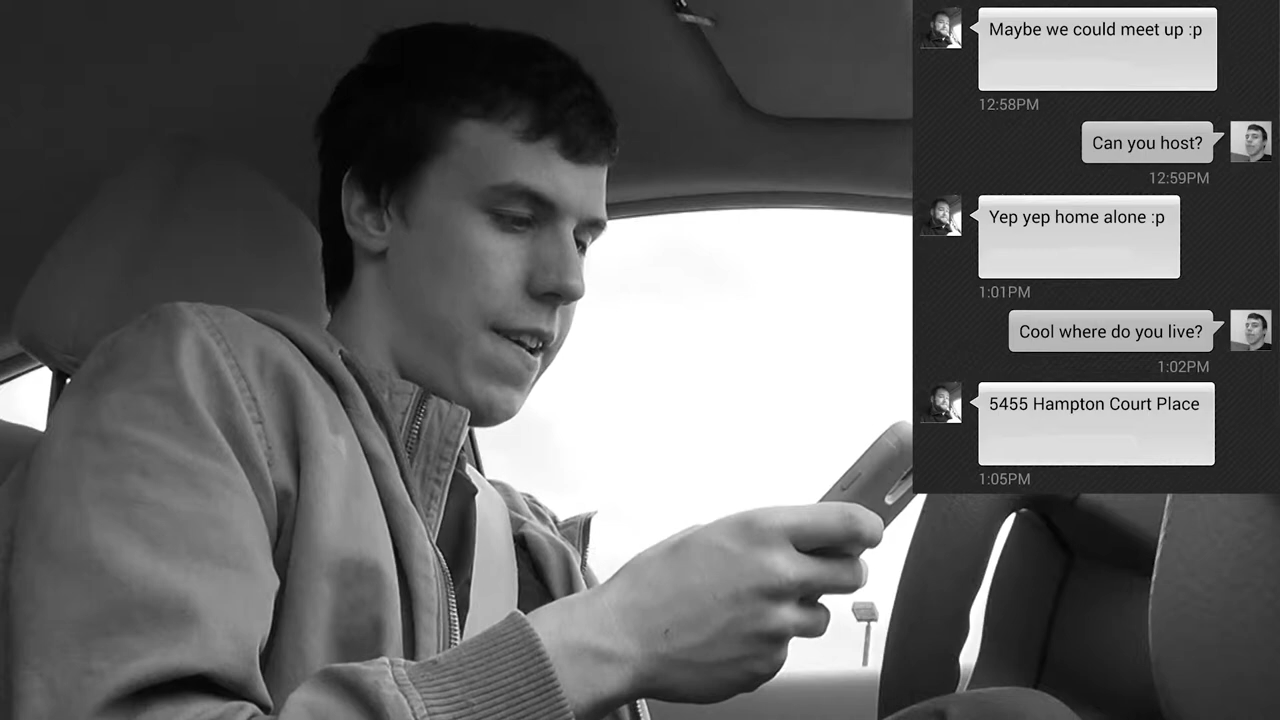 Maybe we could meet up :p
12:58PM
Can you host?
12:59PM
Yep yep home alone :p
1:01PM
Cool where do you live?
1:02PM
5455 Hampton Court Place
1:05PM